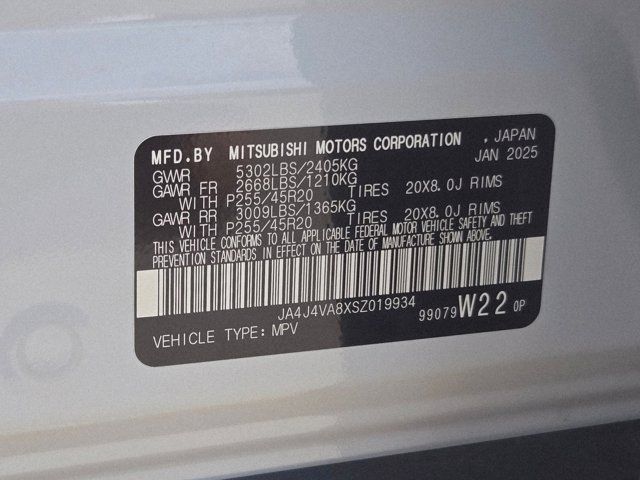 MFD.BY MITSUBISHI MOTORS CORPORATION , JAPAN
GVWR 5302LBS/2405KG JAN 2025
GAWR FR 2668LBS/1210KG
WITH P255/45R20 TIRES 20X8.0J RIMS
GAWR RR 3009LBS/1365KG
WITH P255/45R20 TIRES 20X8.0J RIMS
THIS VEHICLE CONFORMS TO ALL APPLICABLE FEDERAL MOTOR VEHICLE SAFETY AND THEFT
PREVENTION STANDARDS IN EFFECT ON THE DATE OF MANUFACTURE SHOWN ABOVE.
JA4J4VA8XSZ019934
VEHICLE TYPE: MPV 99079 W22 0P